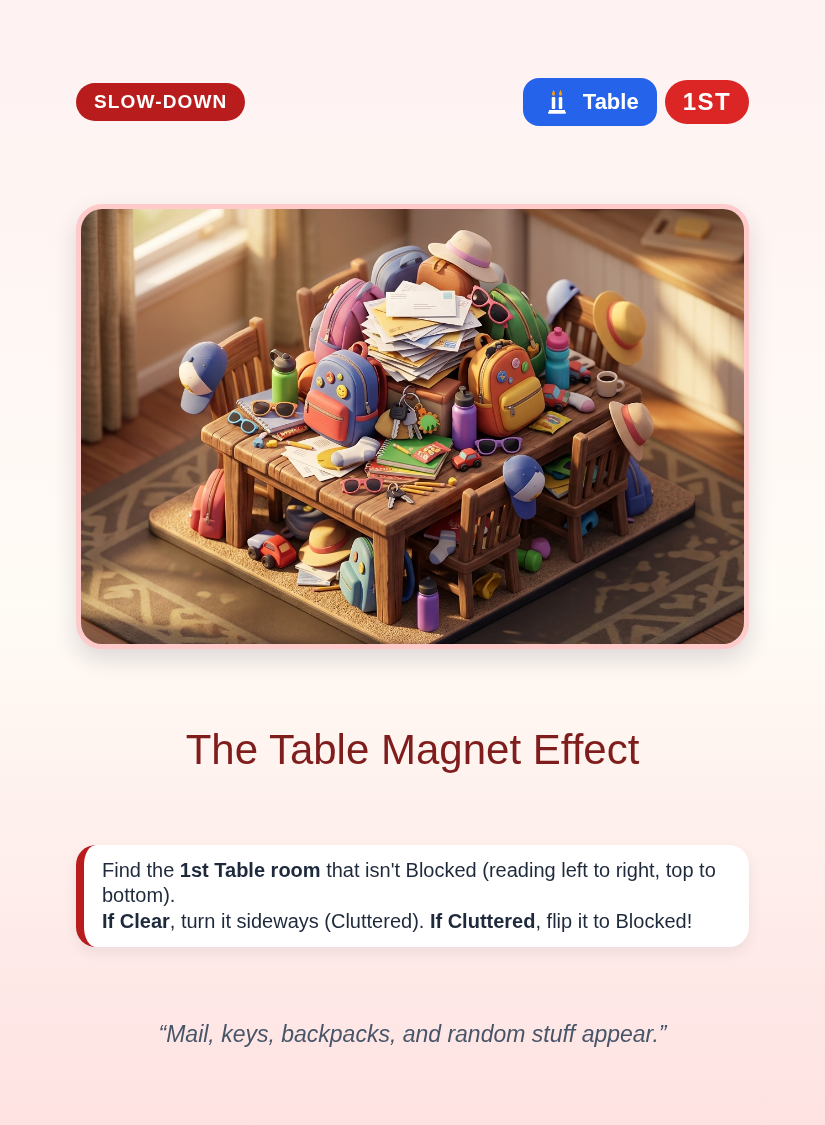 SLOW-DOWN
Table
1ST
The Table Magnet Effect
Find the 1st Table room that isn't Blocked (reading left to right, top to
bottom).
If Clear, turn it sideways (Cluttered). If Cluttered, flip it to Blocked!
“Mail, keys, backpacks, and random stuff appear.”